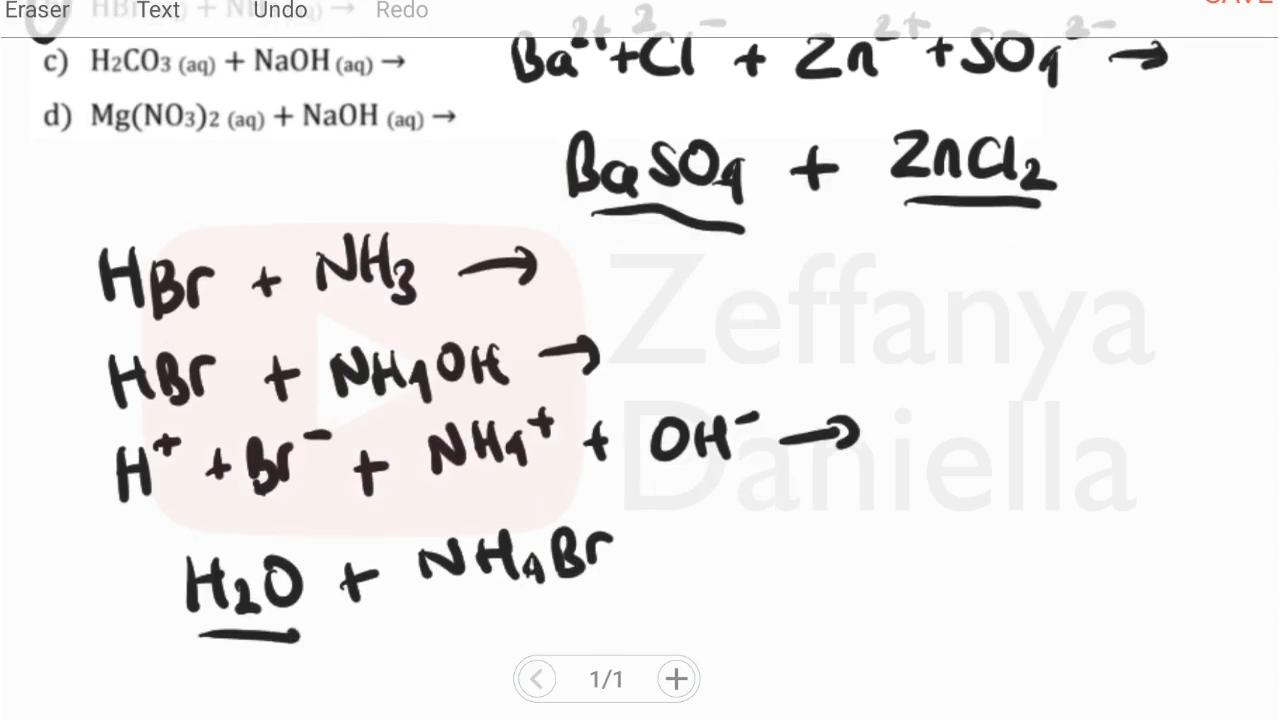 Eraser Text Undo Redo
c) H2CO3 (aq) + NaOH (aq) →
d) Mg(NO3)2 (aq) + NaOH (aq) →
Ba²⁺ + Cl⁻ + Zn²⁺ + SO4²⁻ →
BaSO4 + ZnCl2
HBr + NH3 →
HBr + NH4OH →
H⁺ + Br⁻ + NH4⁺ + OH⁻ →
H2O + NH4Br
Zeffanya
Daniella
1/1